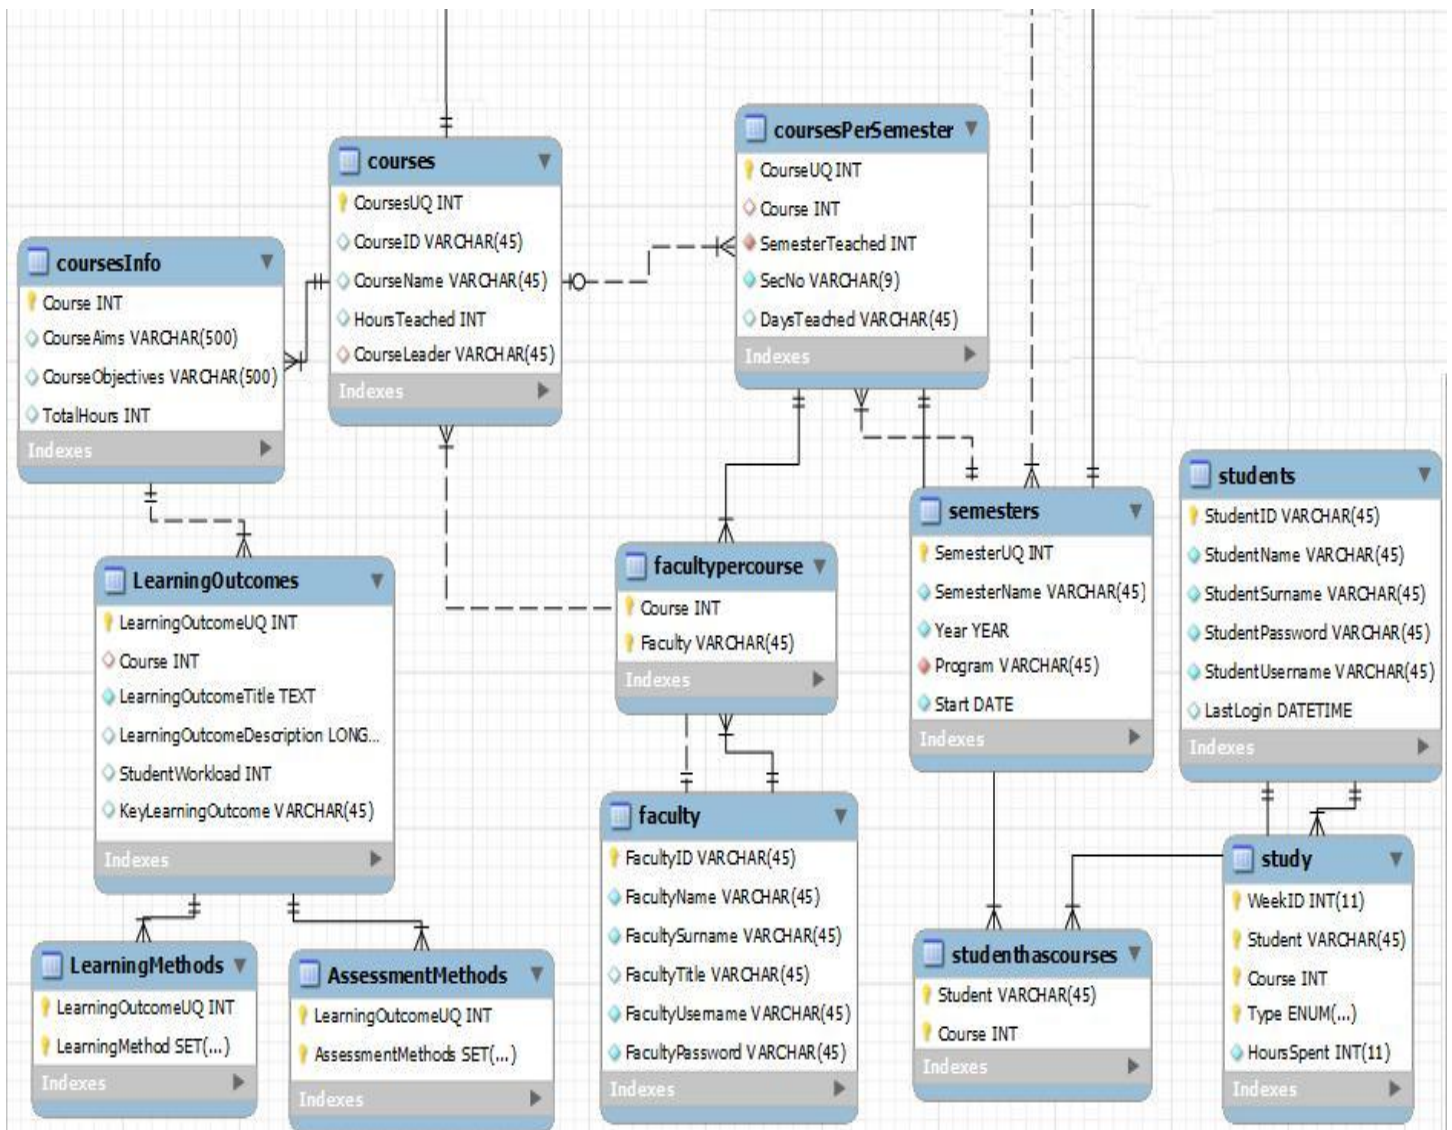 courses
CoursesUQ INT
CourseID VARCHAR(45)
CourseName VARCHAR(45)
HoursTeached INT
CourseLeader VARCHAR(45)
Indexes
coursesPerSemester
CourseUQ INT
Course INT
SemesterTeached INT
SecNo VARCHAR(9)
DaysTeached VARCHAR(45)
Indexes
coursesInfo
Course INT
CourseAims VARCHAR(500)
CourseObjectives VARCHAR(500)
TotalHours INT
Indexes
LearningOutcomes
LearningOutcomeUQ INT
Course INT
LearningOutcomeTitle TEXT
LearningOutcomeDescription LONG...
StudentWorkload INT
KeyLearningOutcome VARCHAR(45)
Indexes
facultypercourse
Course INT
Faculty VARCHAR(45)
Indexes
semesters
SemesterUQ INT
SemesterName VARCHAR(45)
Year YEAR
Program VARCHAR(45)
Start DATE
Indexes
students
StudentID VARCHAR(45)
StudentName VARCHAR(45)
StudentSurname VARCHAR(45)
StudentPassword VARCHAR(45)
StudentUsername VARCHAR(45)
LastLogin DATETIME
Indexes
LearningMethods
LearningOutcomeUQ INT
LearningMethod SET(...)
Indexes
AssessmentMethods
LearningOutcomeUQ INT
AssessmentMethods SET(...)
Indexes
faculty
FacultyID VARCHAR(45)
FacultyName VARCHAR(45)
FacultySurname VARCHAR(45)
FacultyTitle VARCHAR(45)
FacultyUsername VARCHAR(45)
FacultyPassword VARCHAR(45)
Indexes
studenthascourses
Student VARCHAR(45)
Course INT
Indexes
study
WeekID INT(11)
Student VARCHAR(45)
Course INT
Type ENUM(...)
HoursSpent INT(11)
Indexes